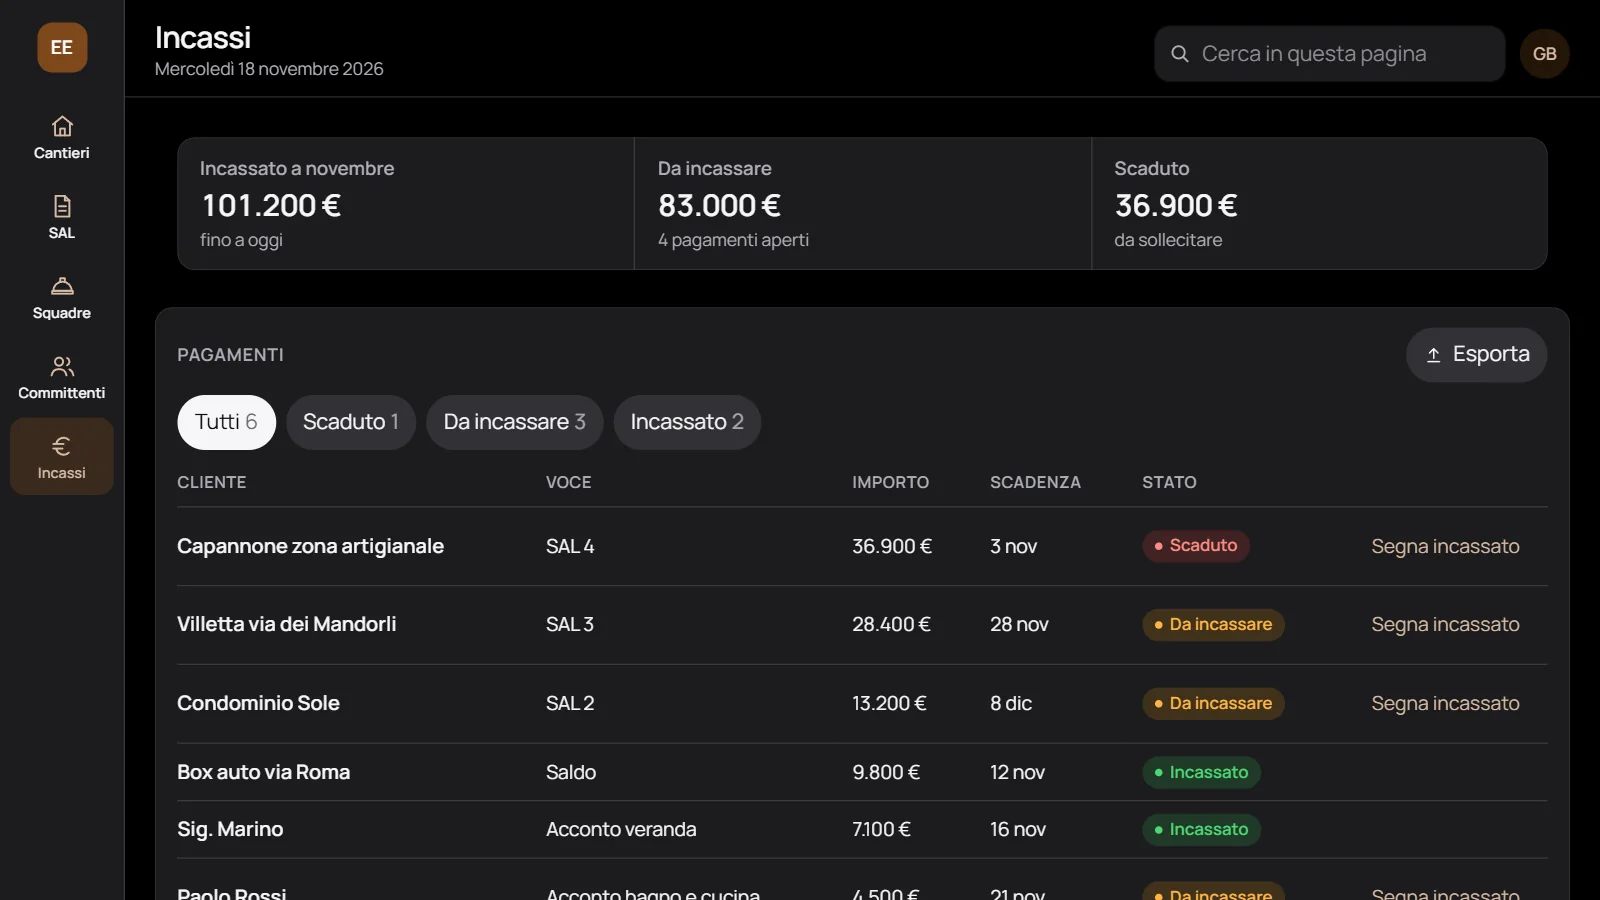 EE
Incassi
Mercoledì 18 novembre 2026
Cerca in questa pagina
GB
Cantieri
SAL
Squadre
Committenti
Incassi
Incassato a novembre
101.200 €
fino a oggi
Da incassare
83.000 €
4 pagamenti aperti
Scaduto
36.900 €
da sollecitare
PAGAMENTI
Esporta
Tutti 6
Scaduto 1
Da incassare 3
Incassato 2
CLIENTE VOCE IMPORTO SCADENZA STATO
Capannone zona artigianale SAL 4 36.900 € 3 nov Scaduto Segna incassato
Villetta via dei Mandorli SAL 3 28.400 € 28 nov Da incassare Segna incassato
Condominio Sole SAL 2 13.200 € 8 dic Da incassare Segna incassato
Box auto via Roma Saldo 9.800 € 12 nov Incassato
Sig. Marino Acconto veranda 7.100 € 16 nov Incassato
Paolo Rossi Acconto bagno e cucina 4.500 € 21 nov Da incassare Segna incassato